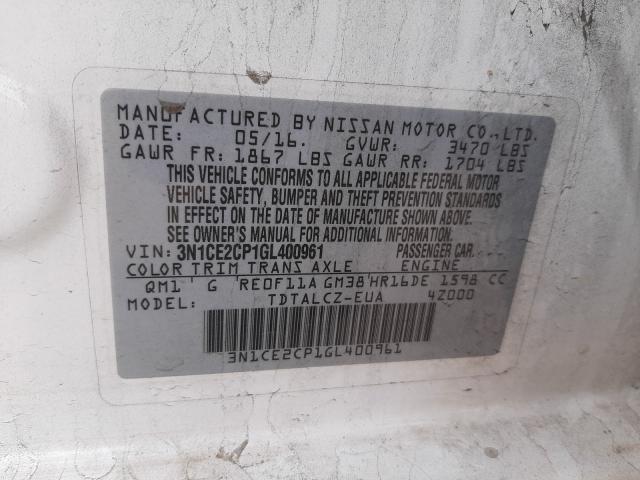 MANUFACTURED BY NISSAN MOTOR CO.,LTD.
DATE: 05/16. GVWR: 3470 LBS
GAWR FR: 1867 LBS GAWR RR: 1704 LBS
THIS VEHICLE CONFORMS TO ALL APPLICABLE FEDERAL MOTOR
VEHICLE SAFETY, BUMPER AND THEFT PREVENTION STANDARDS
IN EFFECT ON THE DATE OF MANUFACTURE SHOWN ABOVE.
SEE OWNER'S MANUAL FOR ADDITIONAL INFORMATION.
VIN: 3N1CE2CP1GL400961 PASSENGER CAR.
COLOR TRIM TRANS AXLE ENGINE
QM1 ' G 'RE0F11A GM38'HR16DE 1598 CC
MODEL: TDTALCZ-EUA 4Z000
3N1CE2CP1GL400961